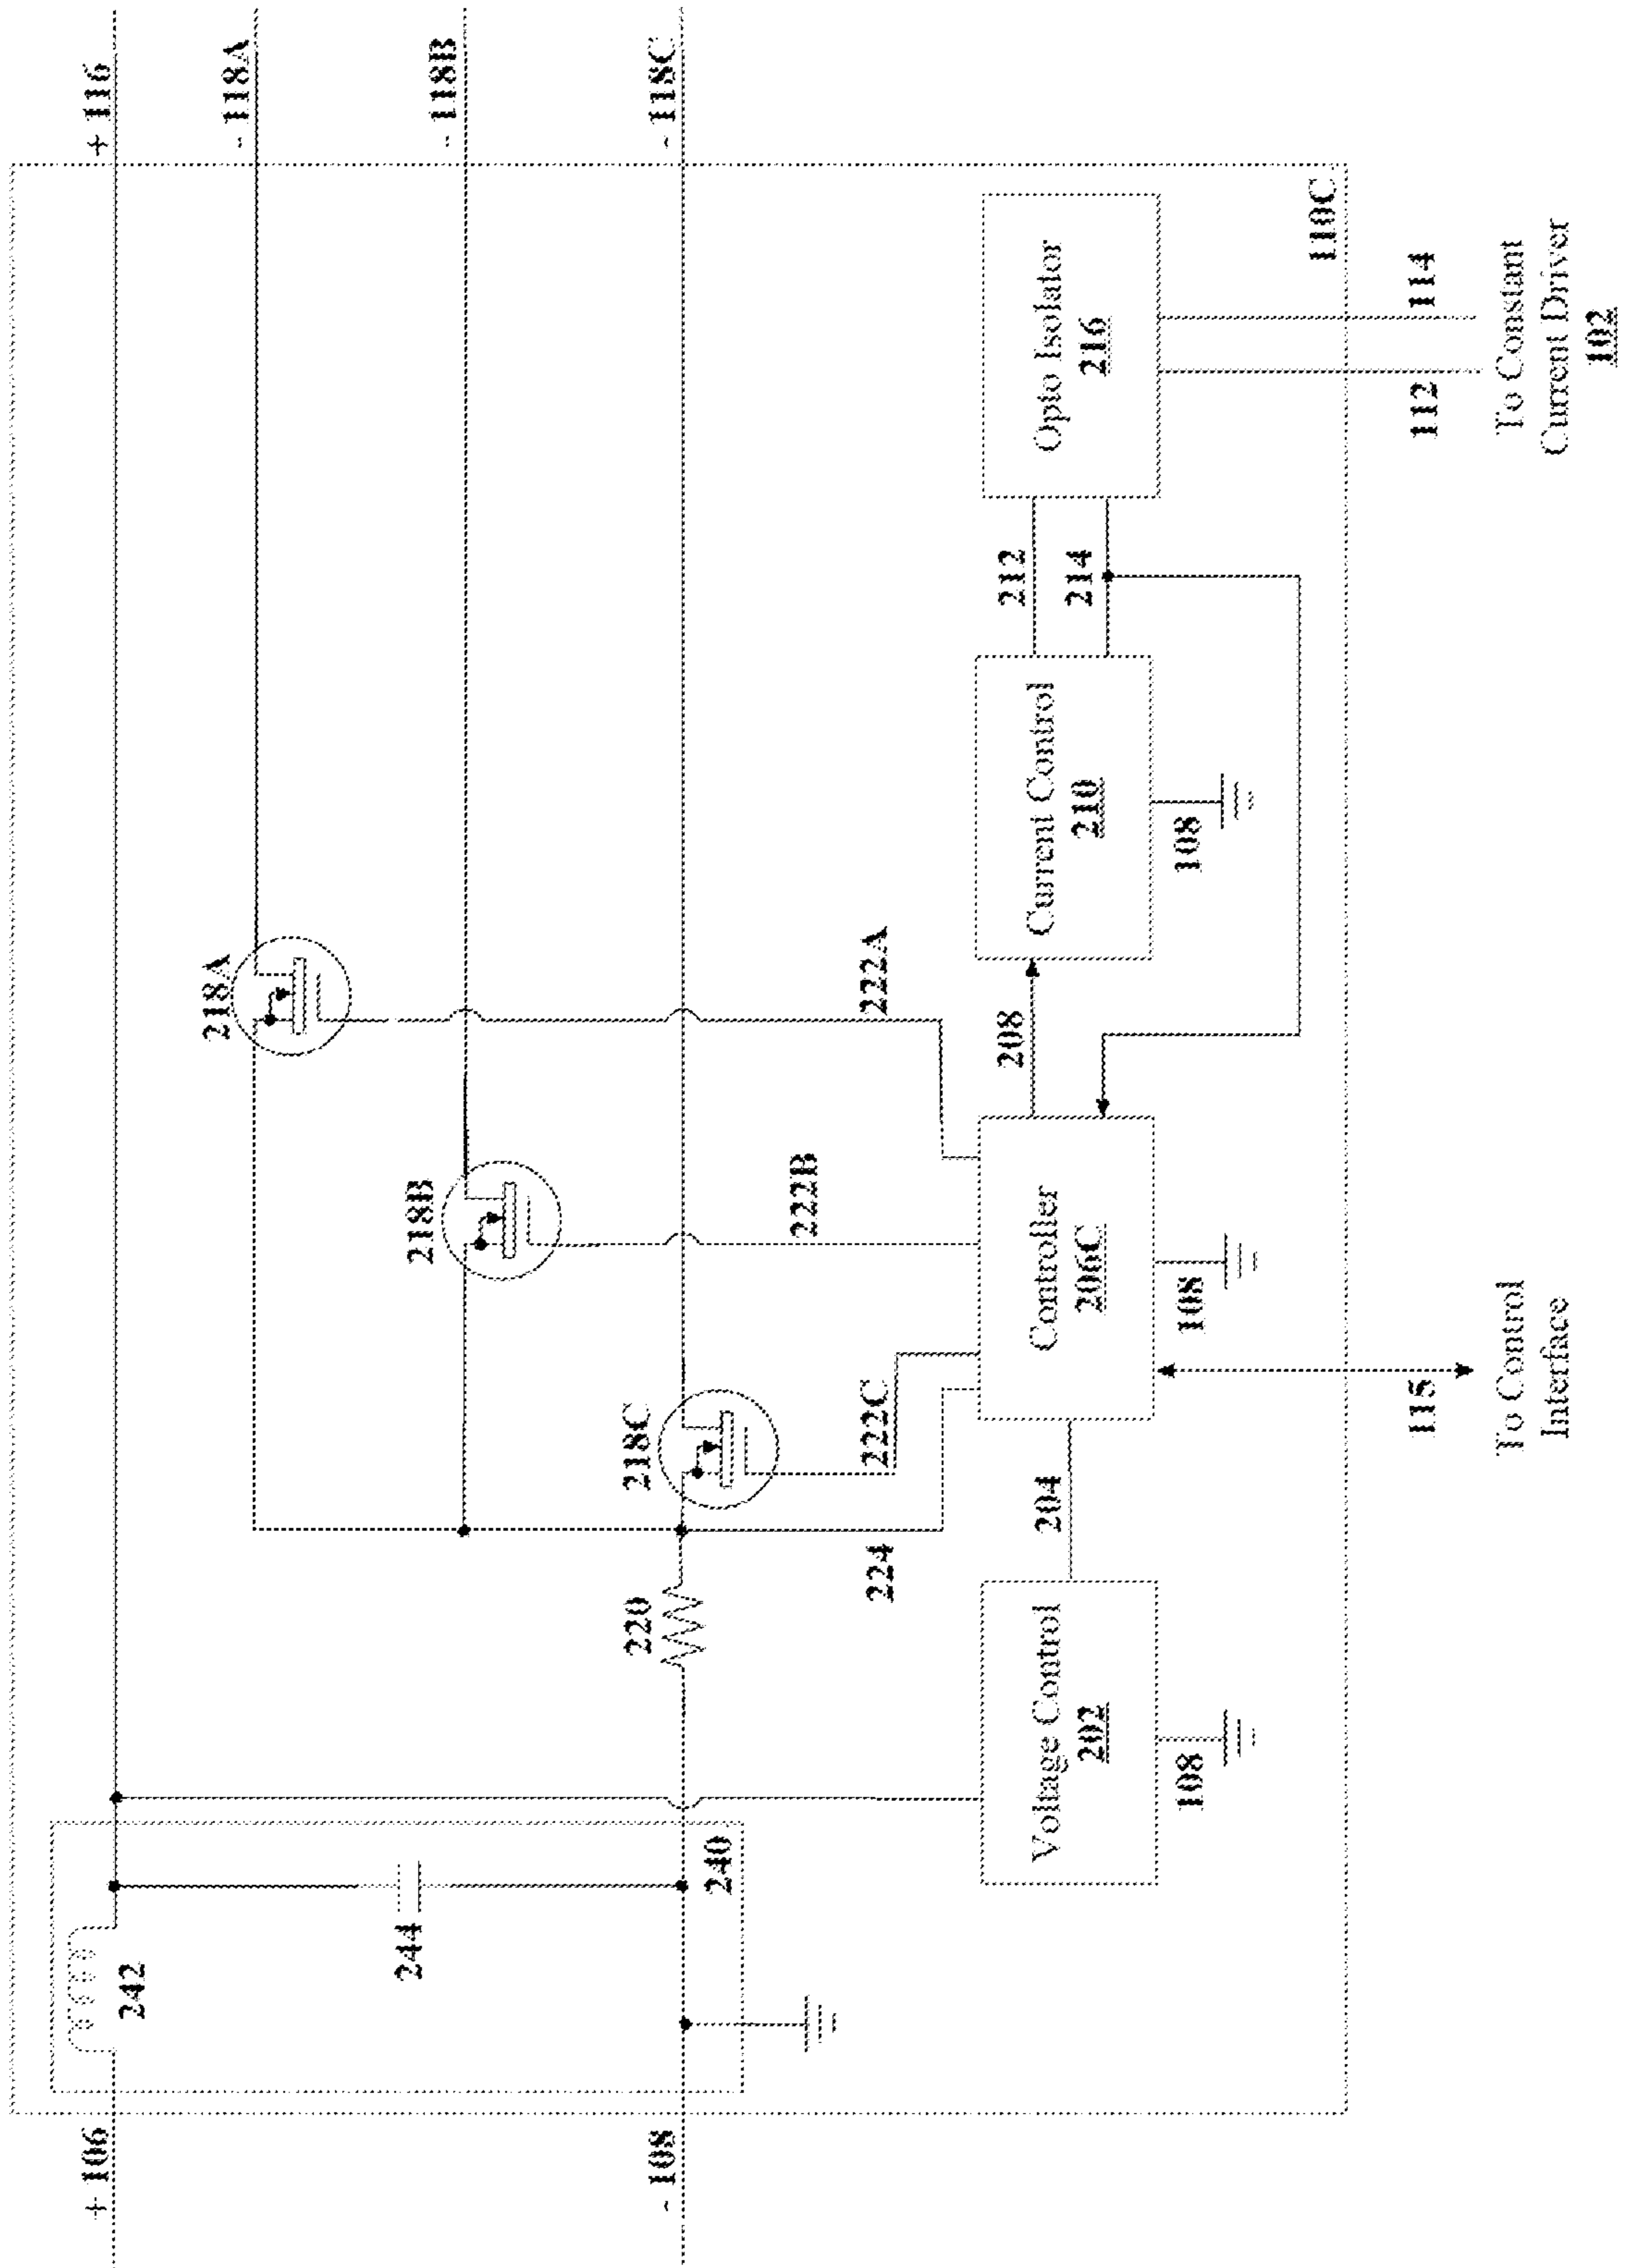 + 106
242
+ 116
218A
- 118A
244
218B
- 118B
- 108
240
220
218C
- 118C
224
222C
222B
222A
Voltage Control
202
108
204
Controller
206C
108
208
Current Control
210
108
212
214
Opto Isolator
216
110C
115
To Control
Interface
112
114
To Constant
Current Driver
102